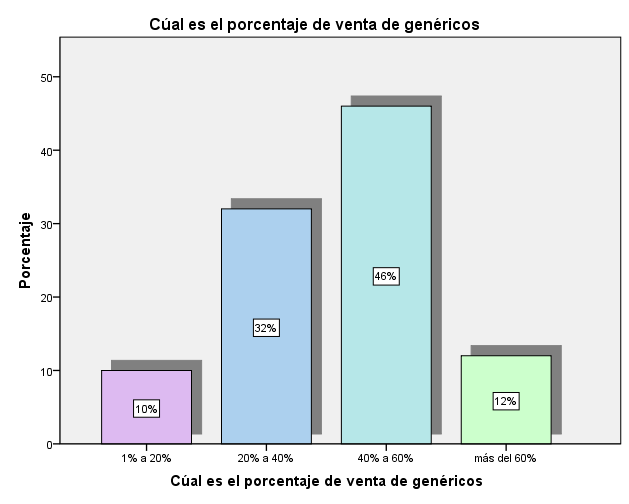 Cúal es el porcentaje de venta de genéricos
Porcentaje
50
40
30
20
10
0
10%
32%
46%
12%
1% a 20%
20% a 40%
40% a 60%
más del 60%
Cúal es el porcentaje de venta de genéricos